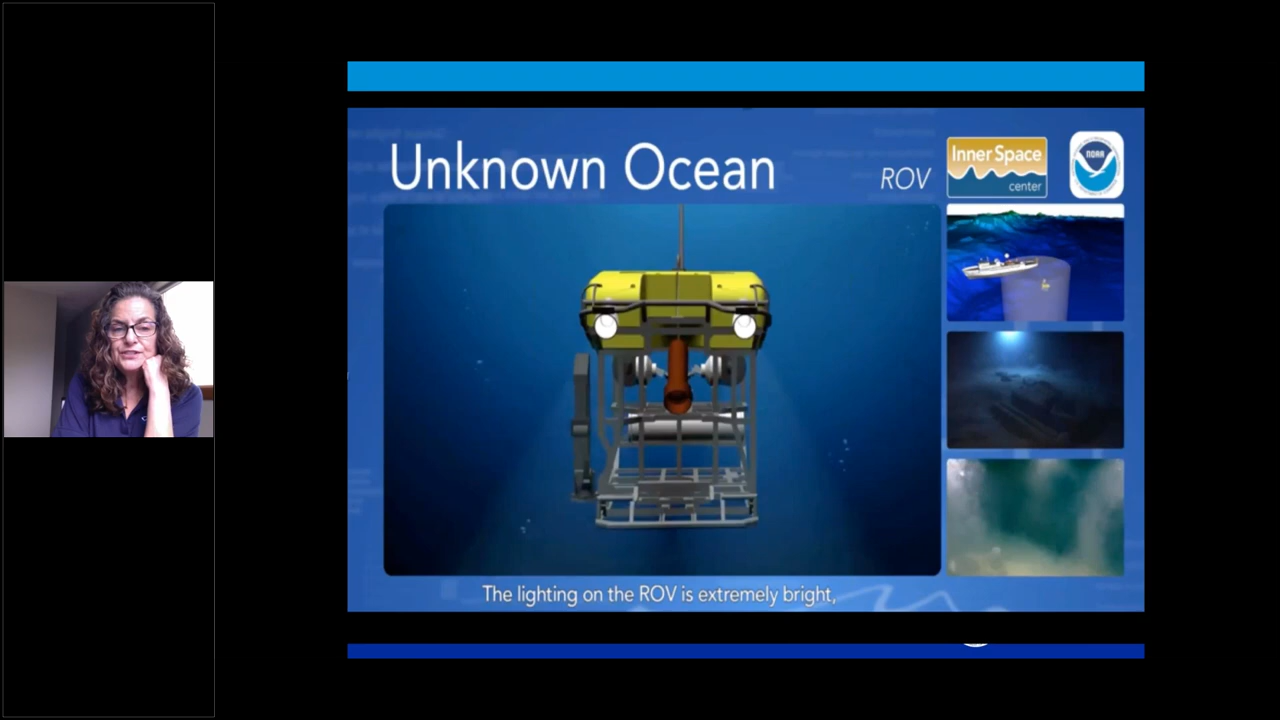 Unknown Ocean
ROV
Inner Space
center
NOAA
The lighting on the ROV is extremely bright,